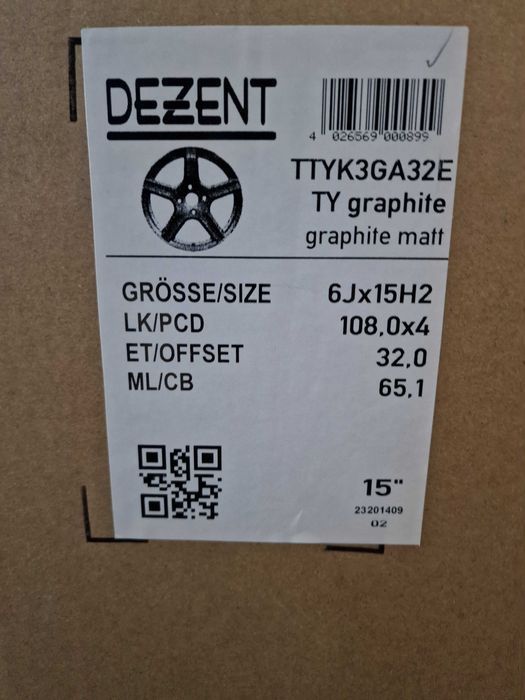 DEZENT
4 026569 000899
TTYK3GA32E
TY graphite
graphite matt
GRÖSSE/SIZE 6Jx15H2
LK/PCD 108,0x4
ET/OFFSET 32,0
ML/CB 65,1
15"
23201409
02